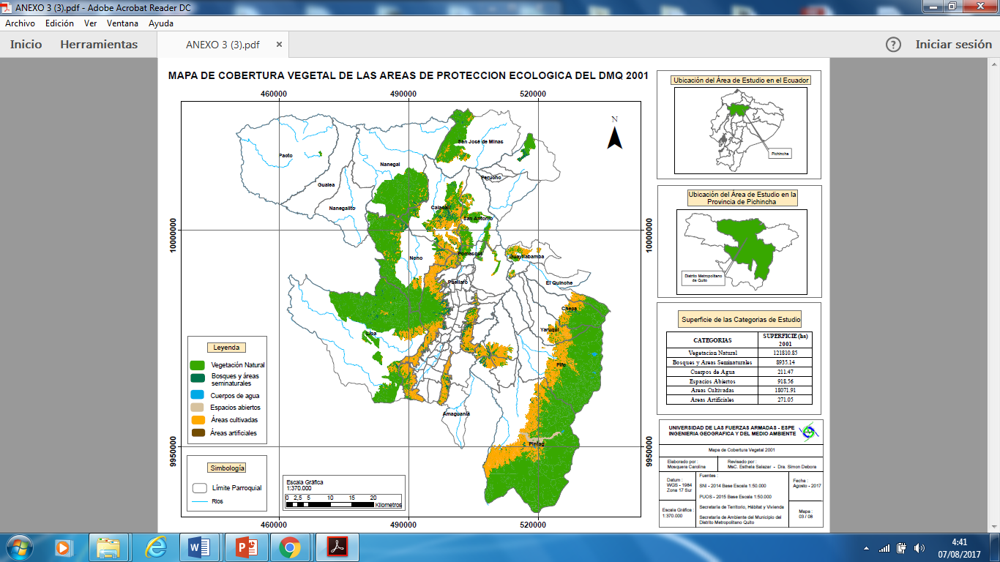 ANEXO 3 (3).pdf - Adobe Acrobat Reader DC
Archivo Edición Ver Ventana Ayuda
Inicio Herramientas ANEXO 3 (3).pdf × ? Iniciar sesión
MAPA DE COBERTURA VEGETAL DE LAS AREAS DE PROTECCION ECOLOGICA DEL DMQ 2001
460000 490000 520000
N
San José de Minas
Pacto
Nanegal
Perucho
Gualea
Nanegalito
Calacali
San Antonio
10000000 10000000
Nono
Pomasqui
Guayllabamba
Puellaro
El Quinche
Checa
Yaruqui
Lloa
Pifo
Amaguaña
Pintag
9950000 9950000
460000 490000 520000
Leyenda
Vegetación Natural
Bosques y áreas
seminaturales
Cuerpos de agua
Espacios abiertos
Áreas cultivadas
Áreas artificiales
Simbología
Límite Parroquial
Rios
Escala Gráfica
1:370.000
0 2,5 5 10 15 20
Kilometros
Ubicación del Área de Estudio en el Ecuador
Pichincha
Ubicación del Área de Estudio en la
Provincia de Pichincha
Distrito Metropolitano
de Quito
Superficie de las Categorias de Estudio
CATEGORIAS SUPERFICIE (ha)
2001
Vegetacion Natural 121810.85
Bosques y Areas Seminaturales 8935.14
Cuerpos de Agua 211.47
Espacios Abiertos 918.56
Areas Cultivadas 18071.91
Areas Artificiales 271.05
UNIVERSIDAD DE LAS FUERZAS ARMADAS - ESPE
INGENIERIA GEOGRAFICA Y DEL MEDIO AMBIENTE
Mapa de Cobertura Vegetal 2001
Elaborado por :
Mosquera Carolina
Revisado por :
MsC. Esthela Salazar - Dra. Simon Debora
Datum :
WGS - 1984
Zona 17 Sur
Fuentes :
SNI - 2014 Base Escala 1:50.000
PUOS - 2015 Base Escala 1:50.000
Secretaría de Territorio, Hábitat y Vivienda
Secretaría de Ambiente del Municipio del
Distrito Metropolitano Quito
Fecha :
Agosto - 2017
Escala Gráfica :
1:370.000
Mapa :
03 / 08
4:41
07/08/2017